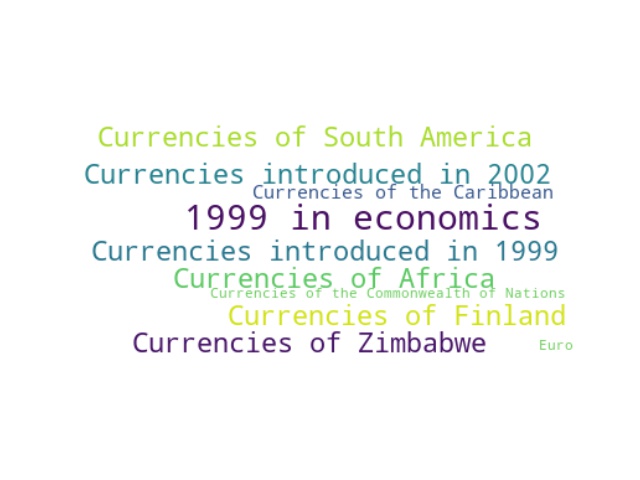 Currencies of South America
Currencies introduced in 2002
Currencies of the Caribbean
1999 in economics
Currencies introduced in 1999
Currencies of Africa
Currencies of the Commonwealth of Nations
Currencies of Finland
Currencies of Zimbabwe
Euro